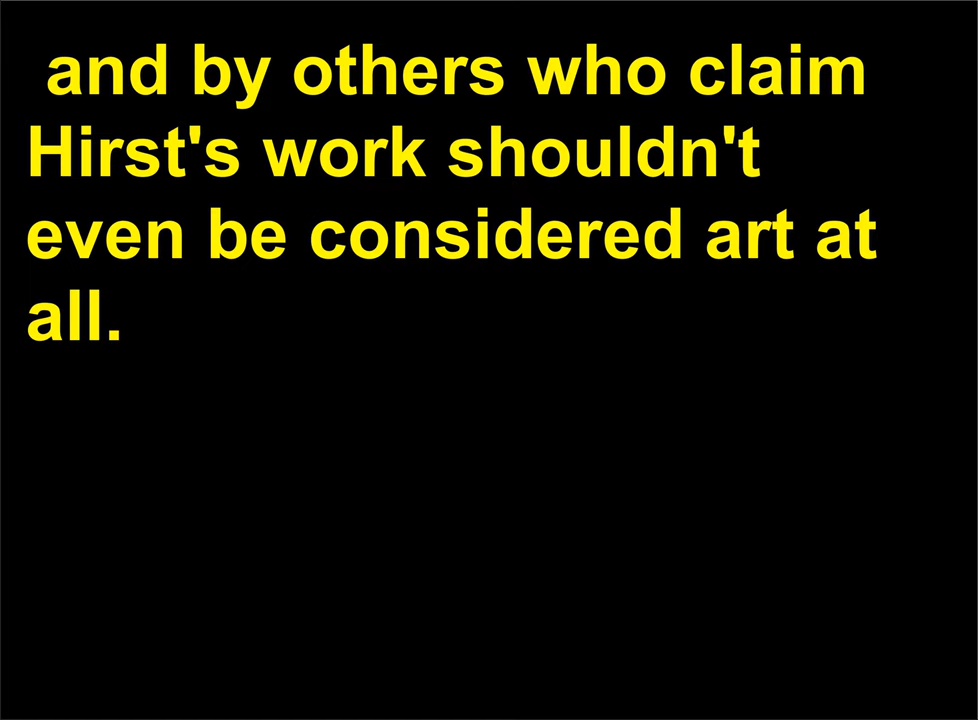 and by others who claim
Hirst's work shouldn't
even be considered art at
all.